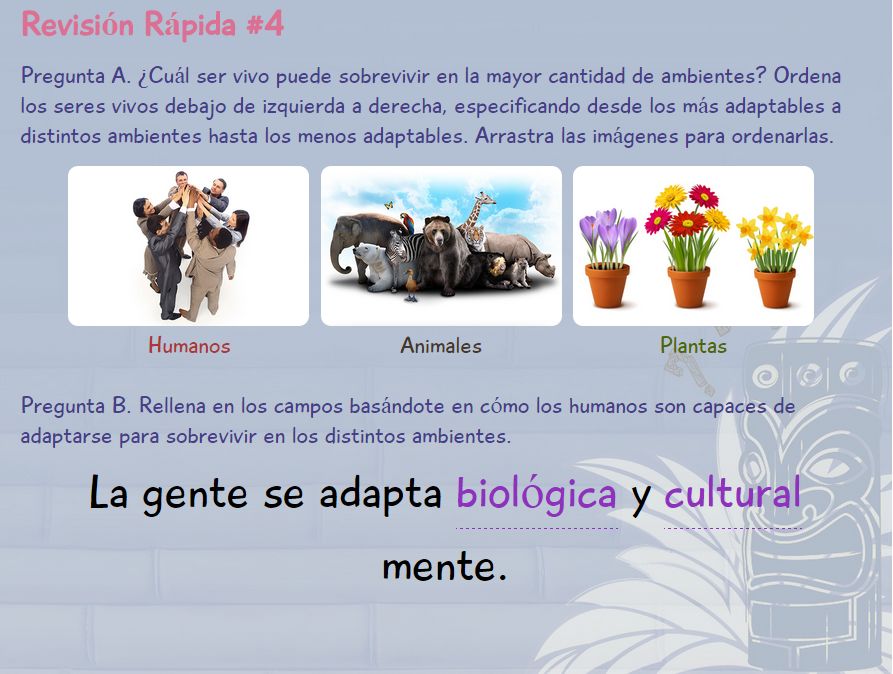 Revisión Rápida #4
Pregunta A. ¿Cuál ser vivo puede sobrevivir en la mayor cantidad de ambientes? Ordena
los seres vivos debajo de izquierda a derecha, especificando desde los más adaptables a
distintos ambientes hasta los menos adaptables. Arrastra las imágenes para ordenarlas.
Humanos
Animales
Plantas
Pregunta B. Rellena en los campos basándote en cómo los humanos son capaces de
adaptarse para sobrevivir en los distintos ambientes.
La gente se adapta biológica y cultural
mente.